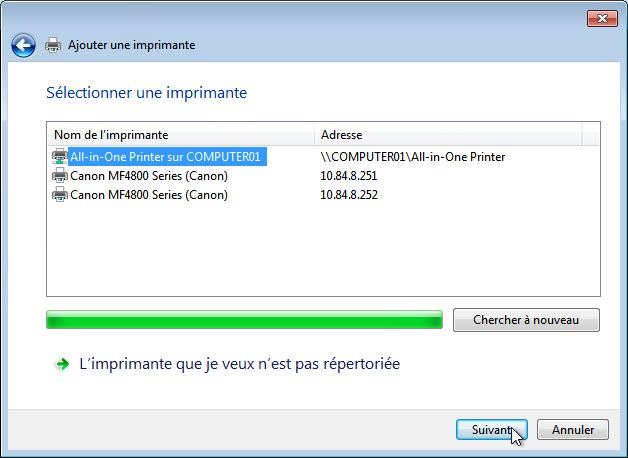 Ajouter une imprimante
Sélectionner une imprimante
Nom de l'imprimante Adresse
All-in-One Printer sur COMPUTER01 \\COMPUTER01\All-in-One Printer
Canon MF4800 Series (Canon) 10.84.8.251
Canon MF4800 Series (Canon) 10.84.8.252
Chercher à nouveau
L'imprimante que je veux n'est pas répertoriée
Suivant Annuler